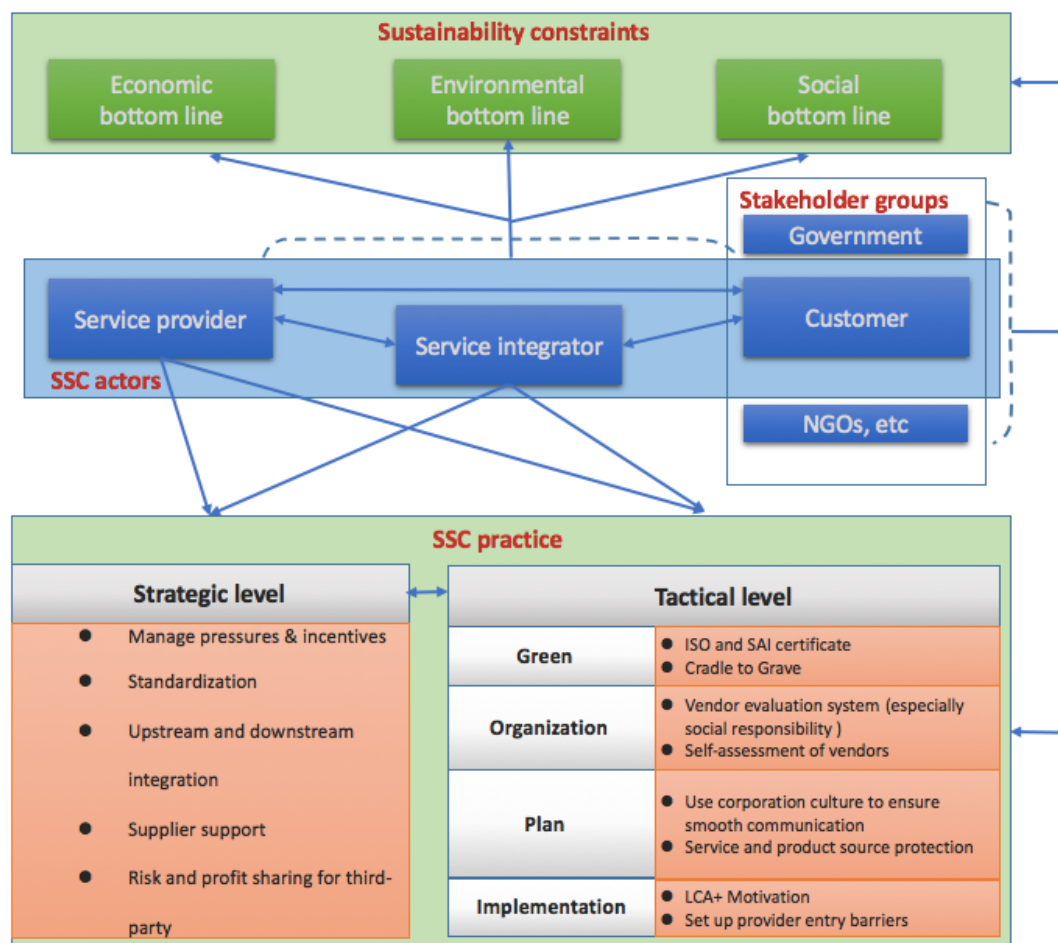 Sustainability constraints
Economic
bottom line
Environmental
bottom line
Social
bottom line
Stakeholder groups
Government
Service provider
Service integrator
Customer
SSC actors
NGOs, etc
SSC practice
Strategic level
● Manage pressures & incentives
● Standardization
● Upstream and downstream
integration
● Supplier support
● Risk and profit sharing for third-
party
Tactical level
Green
● ISO and SAI certificate
● Cradle to Grave
Organization
● Vendor evaluation system (especially
social responsibility )
● Self-assessment of vendors
Plan
● Use corporation culture to ensure
smooth communication
● Service and product source protection
Implementation
● LCA+ Motivation
● Set up provider entry barriers